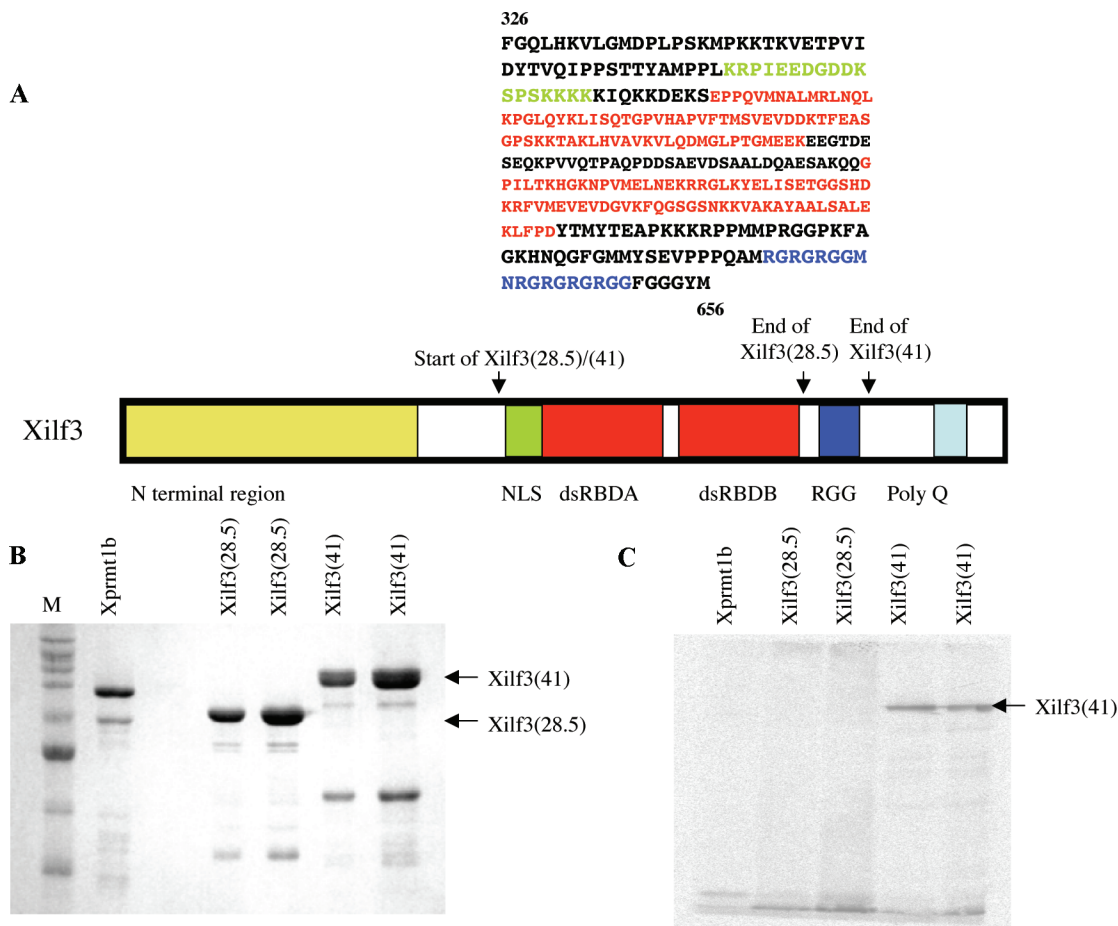 326
FGQLHKVLGMDPLPSKMPKKTKVETPVI
DYTVQIPPSTTYAMPPLKRPIEEDGDDK
SPSKKKKKIQKKDEKSEPPQVMNALMRLNQL
KPGLQYKLISQTGPVHAPVFTMSVEVDDKTFEAS
GPSKKTAKLHVAVKVLQDMGLPTGMEEKEEGTDE
SEQKPVVQTPAQPDDSAEVDSAALDQAESAKQQG
PILTKHGKNPVMELNEKRRGLKYELISETGGSHD
KRFVMEVEVDGVKFQGSGSNKKVAKAYAALSALE
KLFPDYTMYTEAPKKKRPPMMPRGGPKFA
GKHNQGFGMMYSEVPPPQAMRGRGRGGM
NRGRGRGRGGFGGGYM
656
A
Start of Xilf3(28.5)/(41)
End of
Xilf3(28.5)
End of
Xilf3(41)
Xilf3
N terminal region
NLS
dsRBDA
dsRBDB
RGG
Poly Q
B
M
Xprmt1b
Xilf3(28.5)
Xilf3(28.5)
Xilf3(41)
Xilf3(41)
Xilf3(41)
Xilf3(28.5)
C
Xprmt1b
Xilf3(28.5)
Xilf3(28.5)
Xilf3(41)
Xilf3(41)
Xilf3(41)